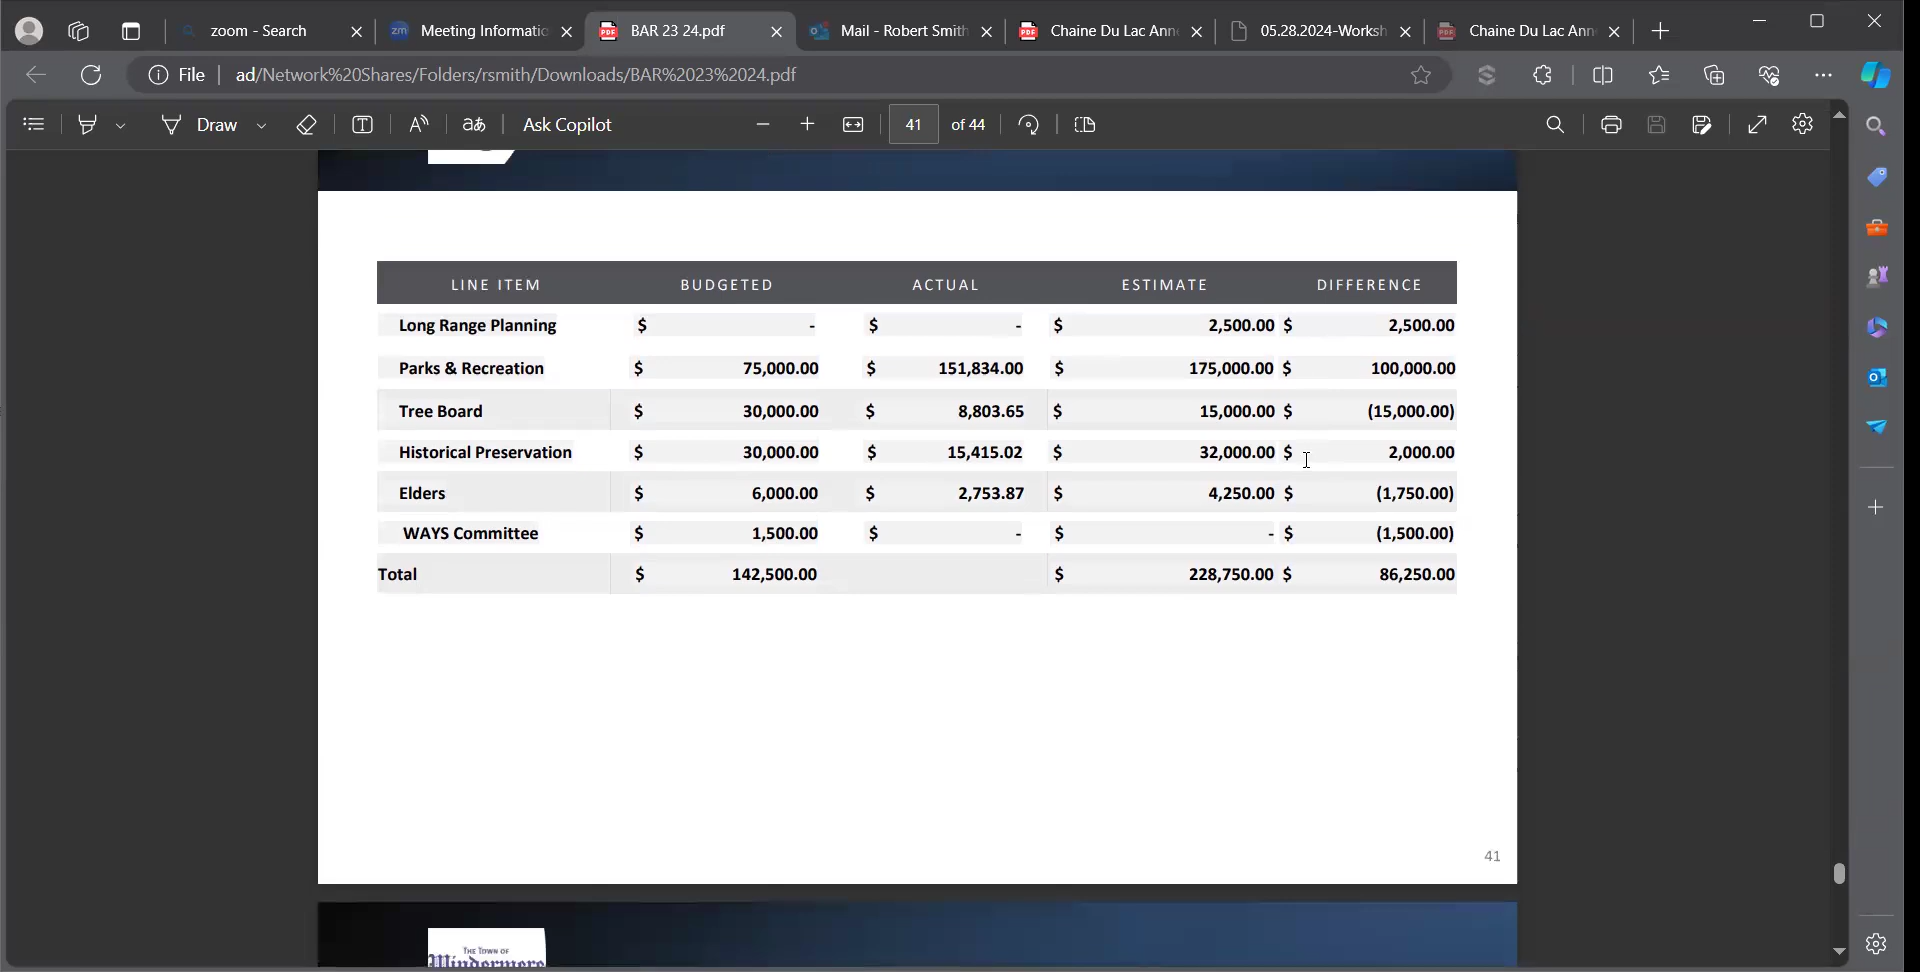 zoom - Search
Meeting Informatio
BAR 23 24.pdf
Mail - Robert Smith
Chaine Du Lac Ann
05.28.2024-Worksh
Chaine Du Lac Ann
File
ad/Network%20Shares/Folders/rsmith/Downloads/BAR%2023%2024.pdf
Draw
Ask Copilot
41 of 44
LINE ITEM BUDGETED ACTUAL ESTIMATE DIFFERENCE
Long Range Planning $ - $ - $ 2,500.00 $ 2,500.00
Parks & Recreation $ 75,000.00 $ 151,834.00 $ 175,000.00 $ 100,000.00
Tree Board $ 30,000.00 $ 8,803.65 $ 15,000.00 $ (15,000.00)
Historical Preservation $ 30,000.00 $ 15,415.02 $ 32,000.00 $ 2,000.00
Elders $ 6,000.00 $ 2,753.87 $ 4,250.00 $ (1,750.00)
WAYS Committee $ 1,500.00 $ - $ - $ (1,500.00)
Total $ 142,500.00 $ 228,750.00 $ 86,250.00
41
THE TOWN OF
Windermere